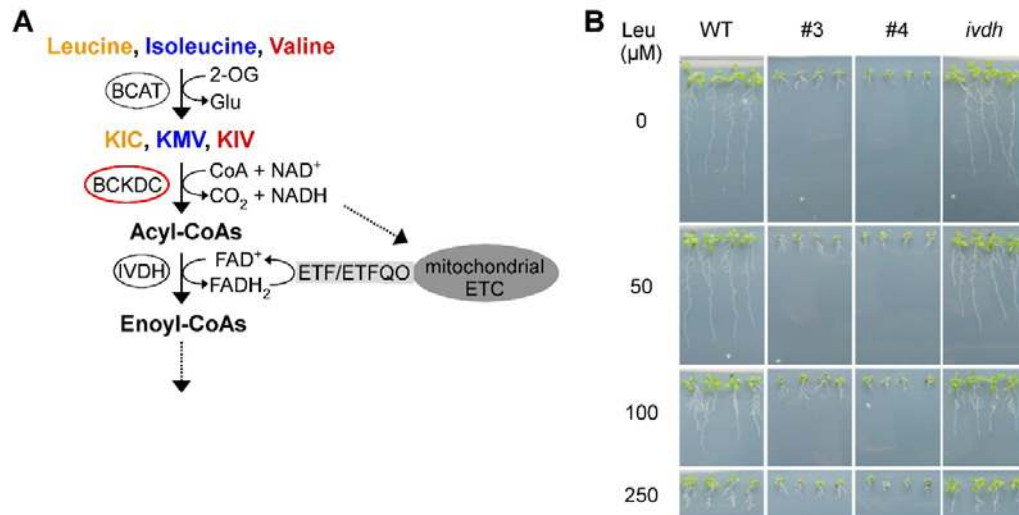 A
Leucine, Isoleucine, Valine
BCAT
2-OG
Glu
KIC, KMV, KIV
BCKDC
CoA + NAD⁺
CO₂ + NADH
Acyl-CoAs
IVDH
FAD⁺
FADH₂
ETF/ETFQO
mitochondrial
ETC
Enoyl-CoAs
B
Leu
(µM)
WT
#3
#4
ivdh
0
50
100
250